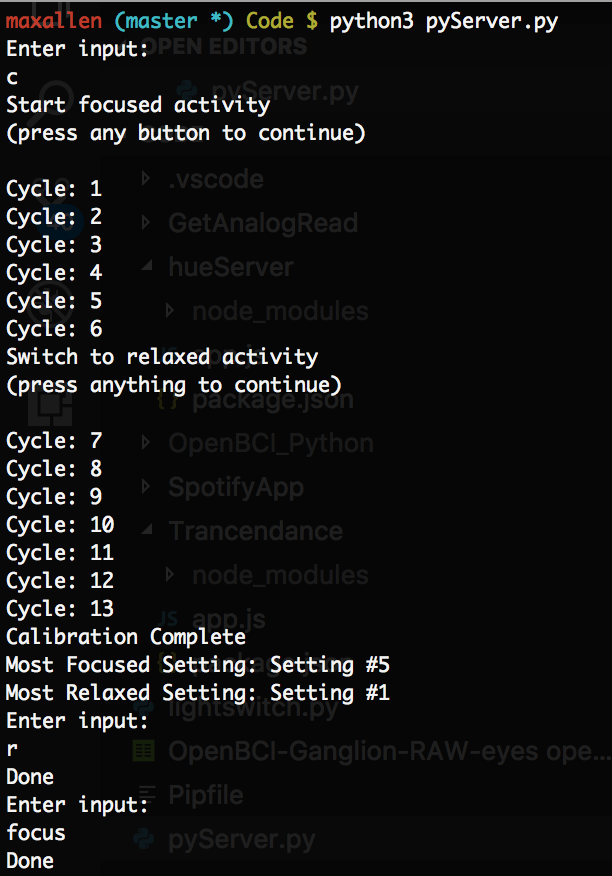 maxallen (master *) Code $ python3 pyServer.py
Enter input:
OPEN EDITORS
c
pyServer.py
Start focused activity
(press any button to continue)
.vscode
Cycle: 1
Cycle: 2
GetAnalogRead
Cycle: 3
hueServer
Cycle: 4
Cycle: 5
node_modules
Cycle: 6
Switch to relaxed activity
app.js
(press anything to continue)
package.json
Cycle: 7
OpenBCI_Python
Cycle: 8
Cycle: 9
SpotifyApp
Cycle: 10
Trancendance
Cycle: 11
Cycle: 12
node_modules
Cycle: 13
JS app.js
Calibration Complete
Most Focused Setting: Setting #5
package.json
Most Relaxed Setting: Setting #1
lightswitch.py
Enter input:
r
OpenBCI-Ganglion-RAW-eyes ope...
Done
Pipfile
Enter input:
focus
pyServer.py
Done